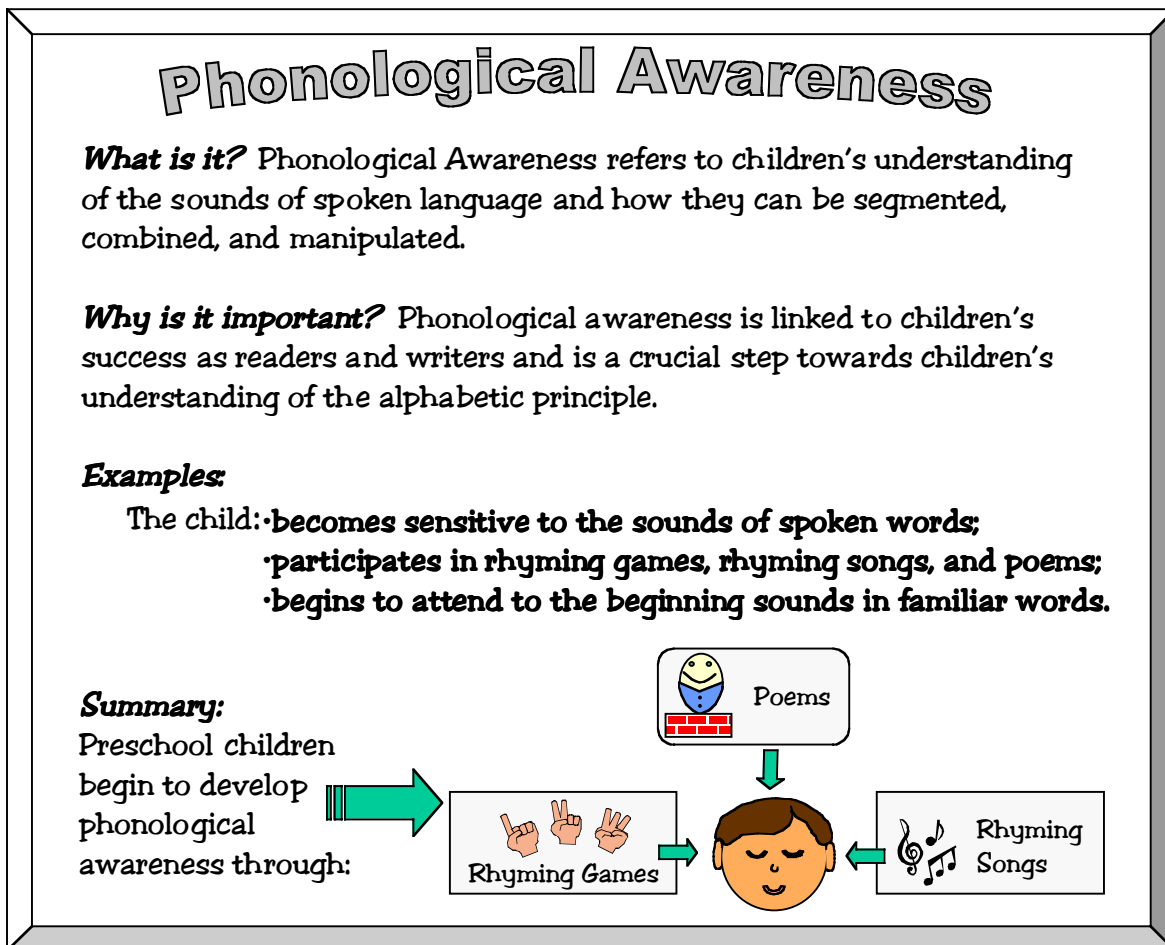 Phonological Awareness
What is it? Phonological Awareness refers to children's understanding
of the sounds of spoken language and how they can be segmented,
combined, and manipulated.
Why is it important? Phonological awareness is linked to children's
success as readers and writers and is a crucial step towards children's
understanding of the alphabetic principle.
Examples:
The child: •becomes sensitive to the sounds of spoken words;
•participates in rhyming games, rhyming songs, and poems;
•begins to attend to the beginning sounds in familiar words.
Summary:
Preschool children
begin to develop
phonological
awareness through:
Poems
Rhyming Games
Rhyming
Songs